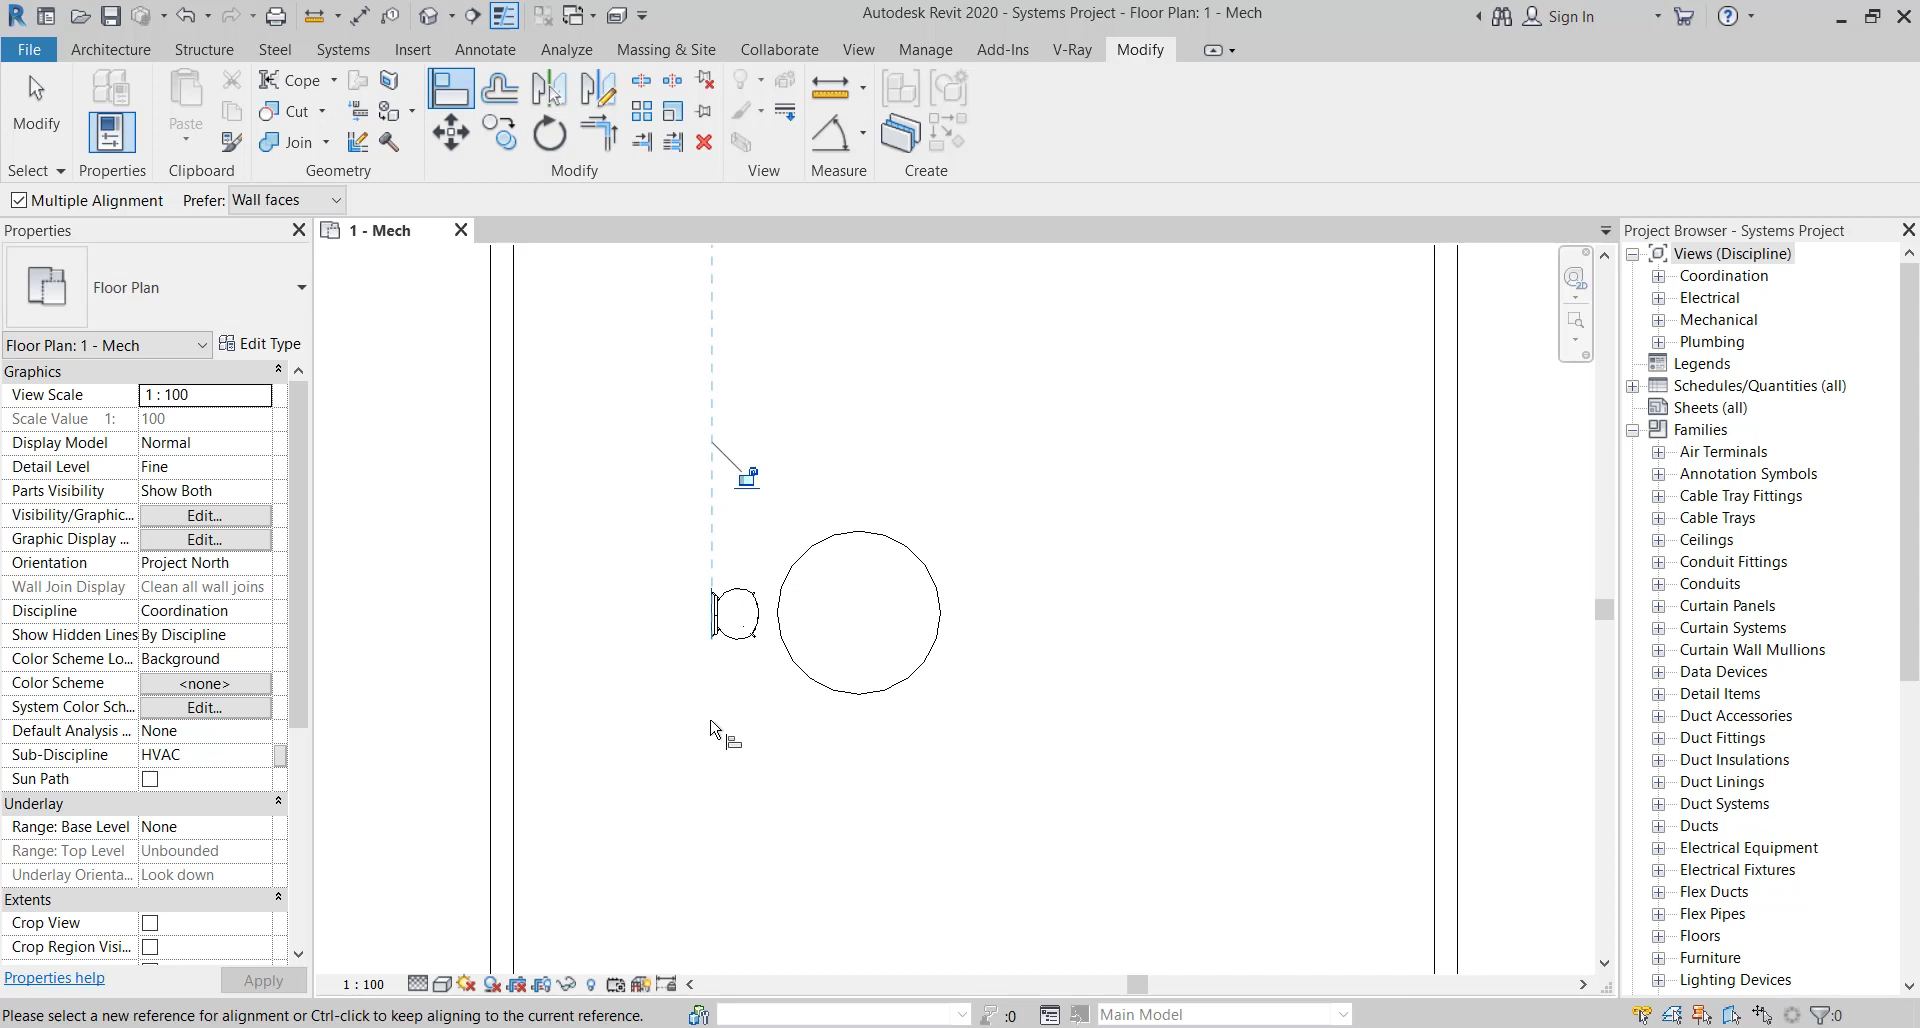 Autodesk Revit 2020 - Systems Project - Floor Plan: 1 - Mech
Sign In
File Architecture Structure Steel Systems Insert Annotate Analyze Massing & Site Collaborate View Manage Add-Ins V-Ray Modify
Modify
Paste
Cope
Cut
Join
Select Properties Clipboard Geometry Modify View Measure Create
Multiple Alignment Prefer: Wall faces
Properties
1 - Mech
Project Browser - Systems Project
Floor Plan
Floor Plan: 1 - Mech Edit Type
Graphics
View Scale 1 : 100
Scale Value 1: 100
Display Model Normal
Detail Level Fine
Parts Visibility Show Both
Visibility/Graphic... Edit...
Graphic Display ... Edit...
Orientation Project North
Wall Join Display Clean all wall joins
Discipline Coordination
Show Hidden Lines By Discipline
Color Scheme Lo... Background
Color Scheme <none>
System Color Sch... Edit...
Default Analysis ... None
Sub-Discipline HVAC
Sun Path
Underlay
Range: Base Level None
Range: Top Level Unbounded
Underlay Orienta... Look down
Extents
Crop View
Crop Region Visi...
Properties help Apply
2D
Views (Discipline)
Coordination
Electrical
Mechanical
Plumbing
Legends
Schedules/Quantities (all)
Sheets (all)
Families
Air Terminals
Annotation Symbols
Cable Tray Fittings
Cable Trays
Ceilings
Conduit Fittings
Conduits
Curtain Panels
Curtain Systems
Curtain Wall Mullions
Data Devices
Detail Items
Duct Accessories
Duct Fittings
Duct Insulations
Duct Linings
Duct Systems
Ducts
Electrical Equipment
Electrical Fixtures
Flex Ducts
Flex Pipes
Floors
Furniture
Lighting Devices
1 : 100
Please select a new reference for alignment or Ctrl-click to keep aligning to the current reference.
:0
Main Model
:0